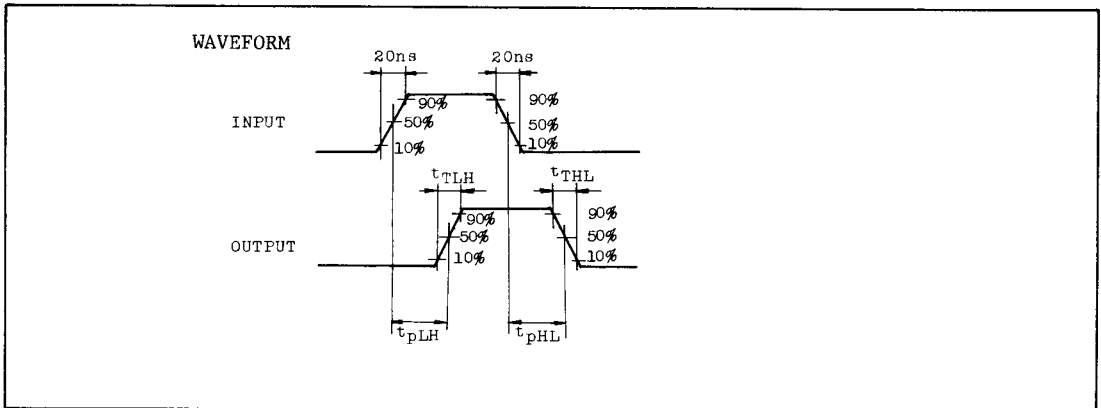 WAVEFORM
20ns 20ns
90% 90%
INPUT 50% 50%
10% 10%
tTLH tTHL
90% 90%
OUTPUT 50% 50%
10% 10%
tpLH tpHL